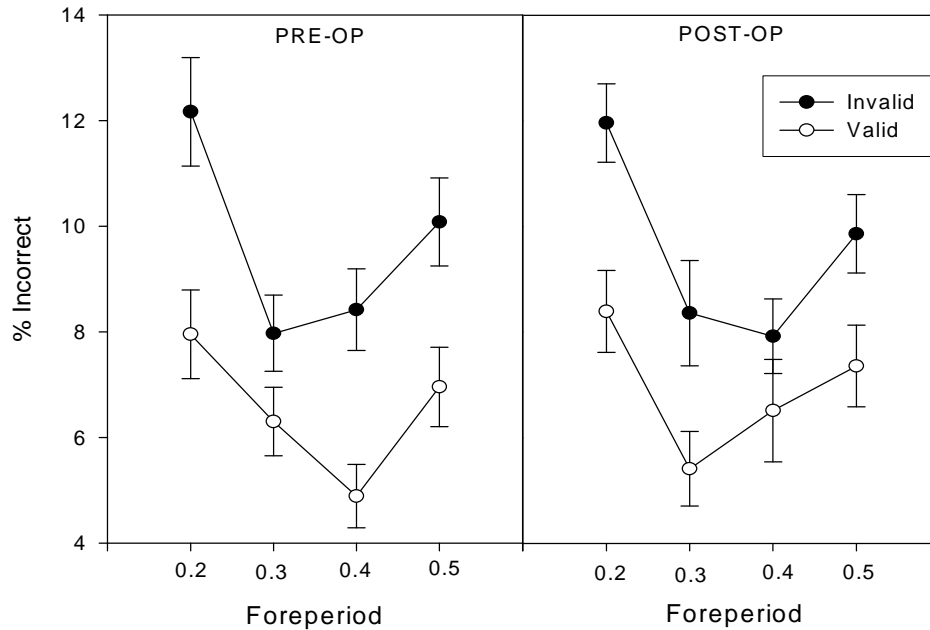 PRE-OP
POST-OP
Invalid
Valid
14
12
10
8
6
4
% Incorrect
0.2 0.3 0.4 0.5
0.2 0.3 0.4 0.5
Foreperiod
Foreperiod